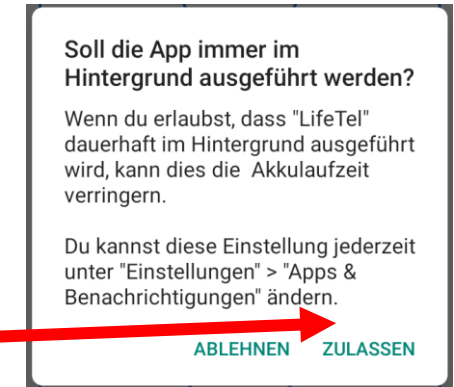 Soll die App immer im
Hintergrund ausgeführt werden?
Wenn du erlaubst, dass "LifeTel"
dauerhaft im Hintergrund ausgeführt
wird, kann dies die Akkulaufzeit
verringern.
Du kannst diese Einstellung jederzeit
unter "Einstellungen" > "Apps &
Benachrichtigungen" ändern.
ABLEHNEN ZULASSEN